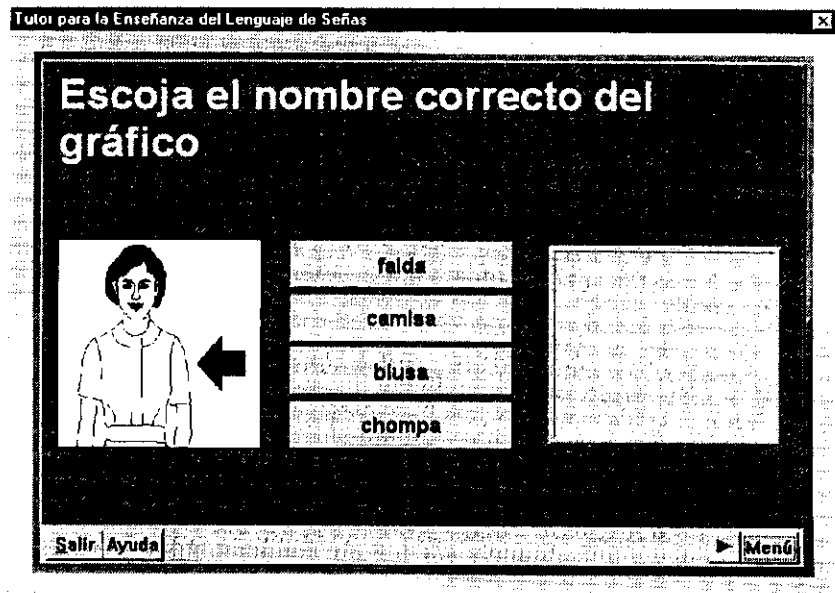 Tutor para la Enseñanza del Lenguaje de Señas
Escoja el nombre correcto del
gráfico
falda
camisa
blusa
chompa
Salir
Ayuda
Menú